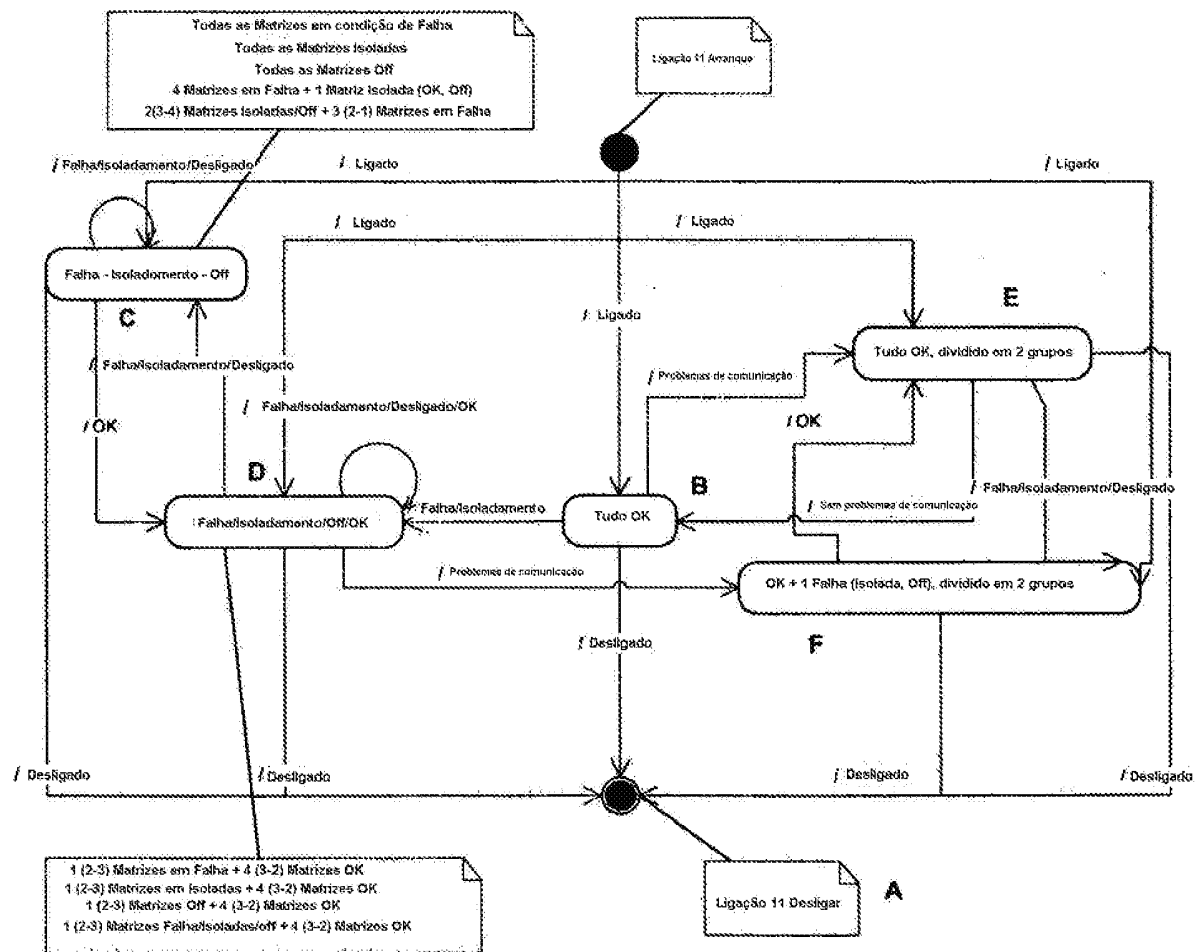 Todas as Matrizes em condição de Falha
Todas as Matrizes Isoladas
Todas as Matrizes Off
4 Matrizes em Falha + 1 Matriz Isolada (OK, Off)
2(3-4) Matrizes Isoladas/Off + 3 (2-1) Matrizes em Falha
Ligação 11 Arranque
/ Falha/Isoladamento/Desligado
/ Ligado
/ Ligado
/ Ligado
/ Ligado
Falha - Isoladomento - Off
C
E
/ Ligado
Tudo OK, dividido em 2 grupos
/ Falha/Isoladamento/Desligado
/ Problemas de comunicação
/ Falha/Isoladamento/Desligado/OK
/ OK
/ OK
D
B
/ Falha/Isoladamento/Desligado
Falha/Isoladamento/Off/OK
Falha/Isoladamento
Tudo OK
/ Sem problemas de comunicação
/ Problemas de comunicação
OK + 1 Falha (Isolada, Off), dividido em 2 grupos
/ Desligado
F
/ Desligado
/ Desligado
/ Desligado
/ Desligado
1 (2-3) Matrizes em Falha + 4 (3-2) Matrizes OK
1 (2-3) Matrizes em Isoladas + 4 (3-2) Matrizes OK
1 (2-3) Matrizes Off + 4 (3-2) Matrizes OK
1 (2-3) Matrizes Falha/Isoladas/off + 4 (3-2) Matrizes OK
Ligação 11 Desligar
A